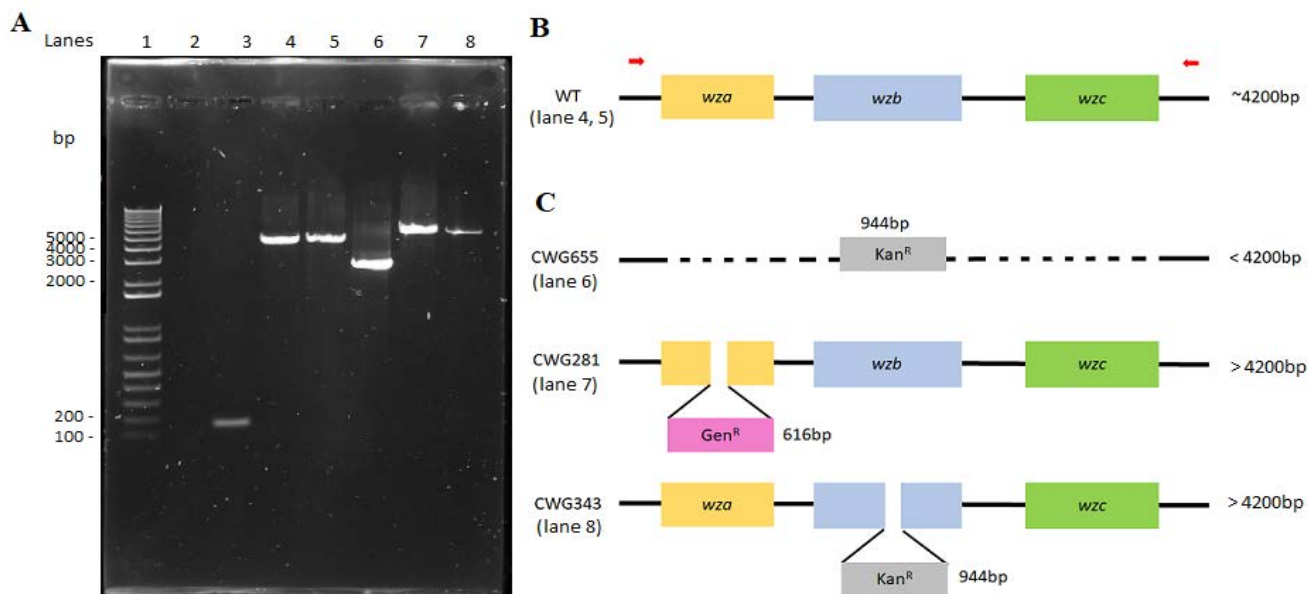 A
Lanes 1 2 3 4 5 6 7 8
bp
5000 -
4000 -
3000 -
2000 -
200 -
100 -
B
WT
(lane 4, 5)
wza wzb wzc ~4200bp
C
944bp
CWG655
(lane 6)
Kanᴿ < 4200bp
CWG281
(lane 7)
wzb wzc > 4200bp
Genᴿ 616bp
CWG343
(lane 8)
wza wzc > 4200bp
Kanᴿ 944bp